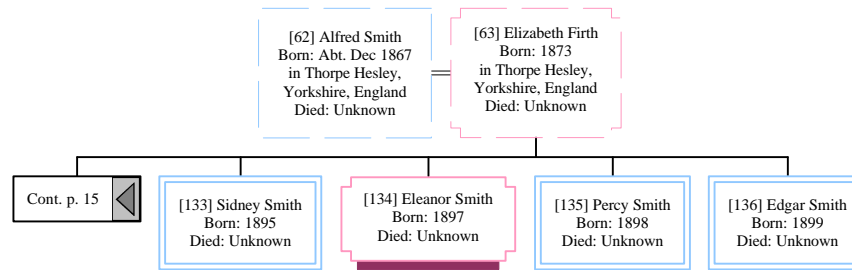 [62] Alfred Smith
Born: Abt. Dec 1867
in Thorpe Hesley,
Yorkshire, England
Died: Unknown
[63] Elizabeth Firth
Born: 1873
in Thorpe Hesley,
Yorkshire, England
Died: Unknown
Cont. p. 15
[133] Sidney Smith
Born: 1895
Died: Unknown
[134] Eleanor Smith
Born: 1897
Died: Unknown
[135] Percy Smith
Born: 1898
Died: Unknown
[136] Edgar Smith
Born: 1899
Died: Unknown